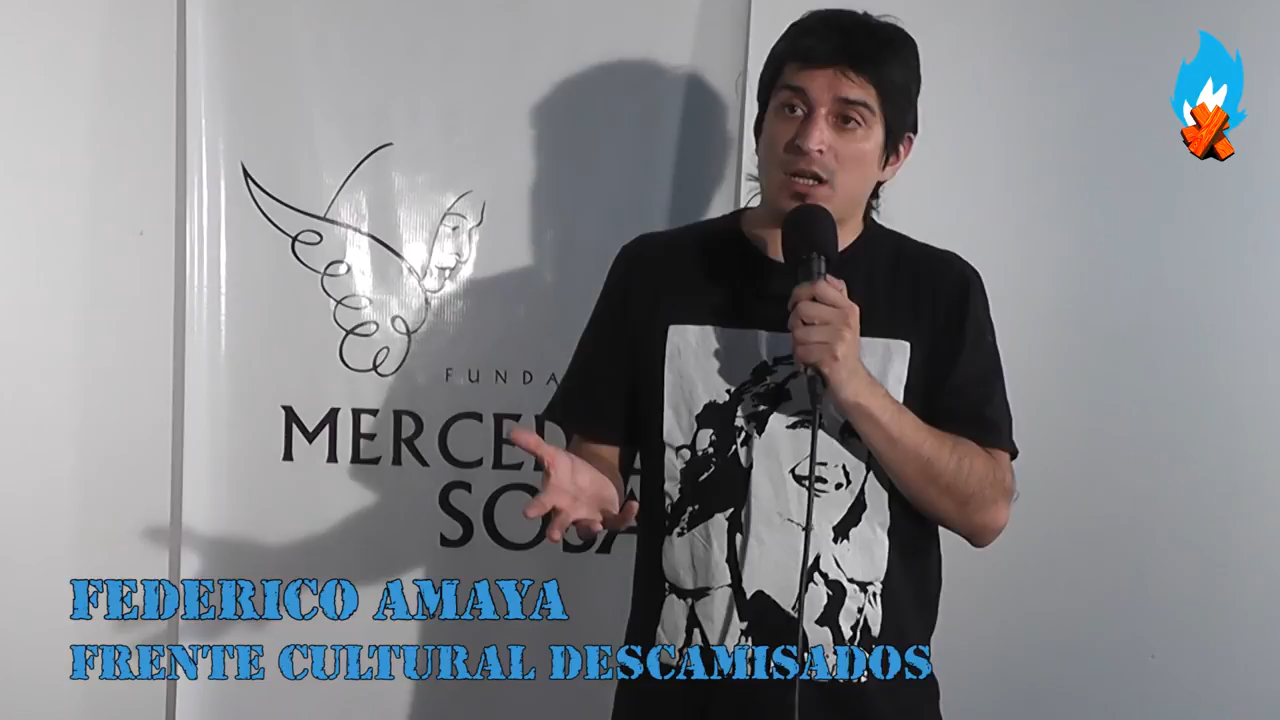 FUNDA
MERCED
SOSA
FEDERICO AMAYA
FRENTE CULTURAL DESCAMISADOS